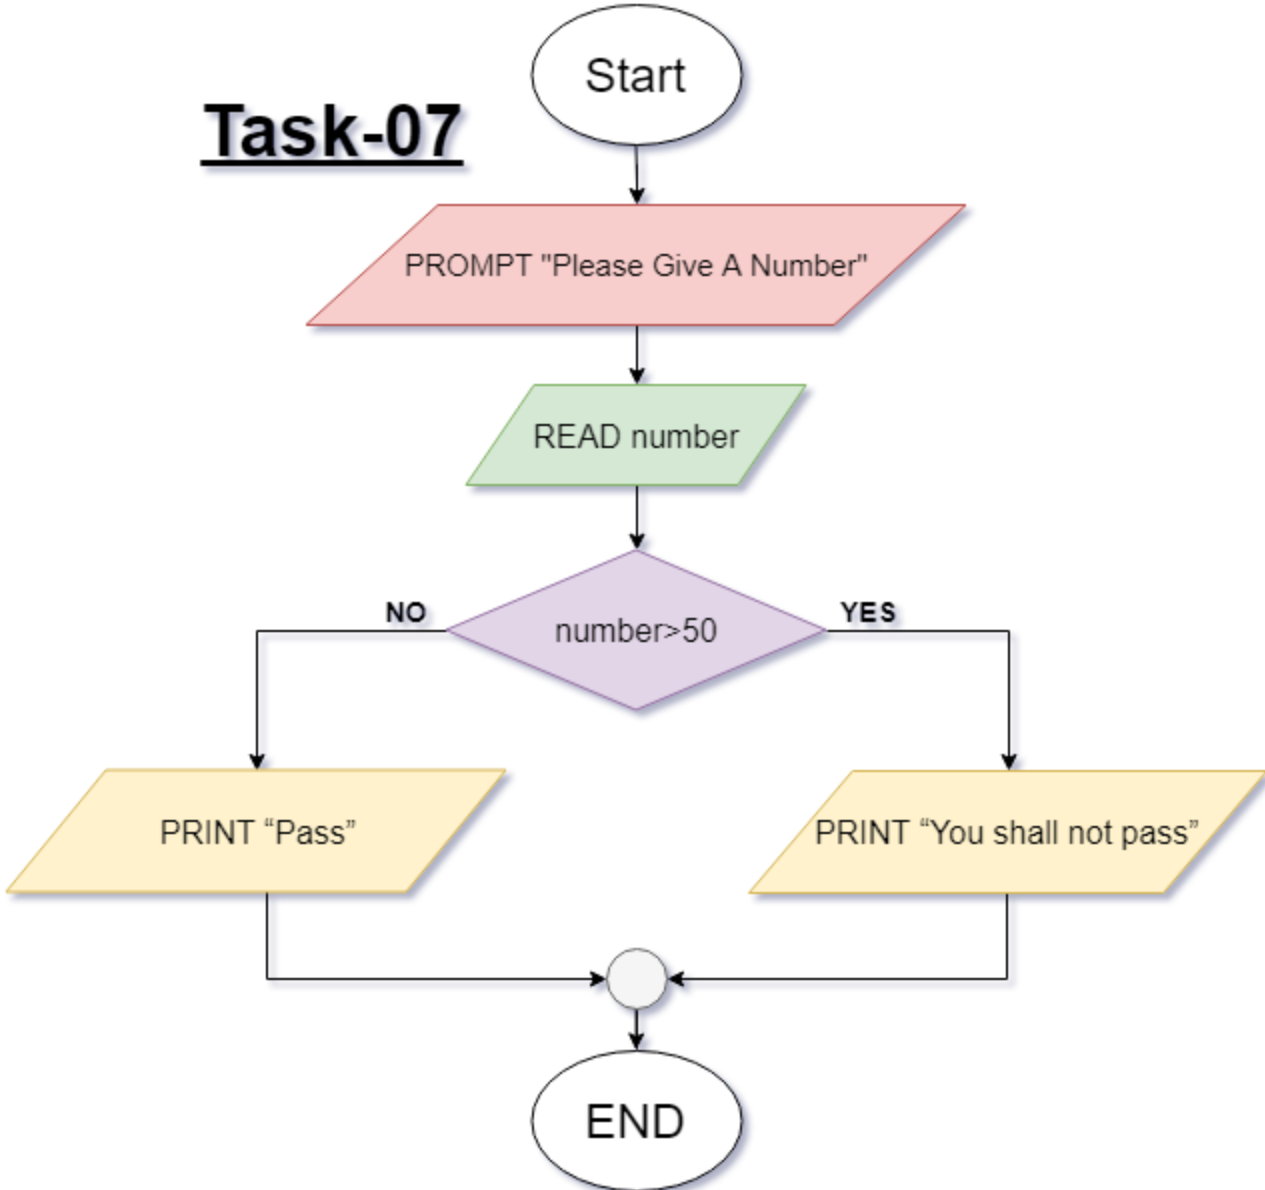 Start
Task-07
PROMPT "Please Give A Number"
READ number
NO
YES
number>50
PRINT “Pass”
PRINT “You shall not pass”
END